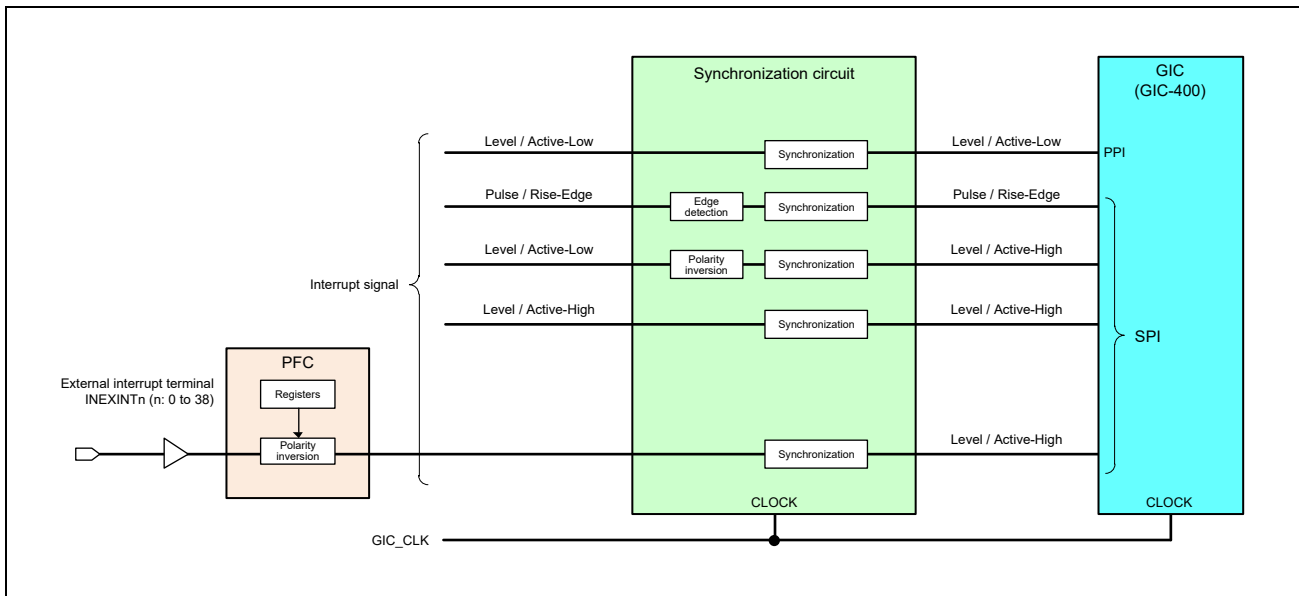 Synchronization circuit
GIC
(GIC-400)
Level / Active-Low
Synchronization
Level / Active-Low
PPI
Pulse / Rise-Edge
Edge
detection
Synchronization
Pulse / Rise-Edge
Level / Active-Low
Polarity
inversion
Synchronization
Level / Active-High
Interrupt signal
Level / Active-High
Synchronization
Level / Active-High
SPI
PFC
External interrupt terminal
INEXINTn (n: 0 to 38)
Registers
Polarity
inversion
Synchronization
Level / Active-High
CLOCK
CLOCK
GIC_CLK